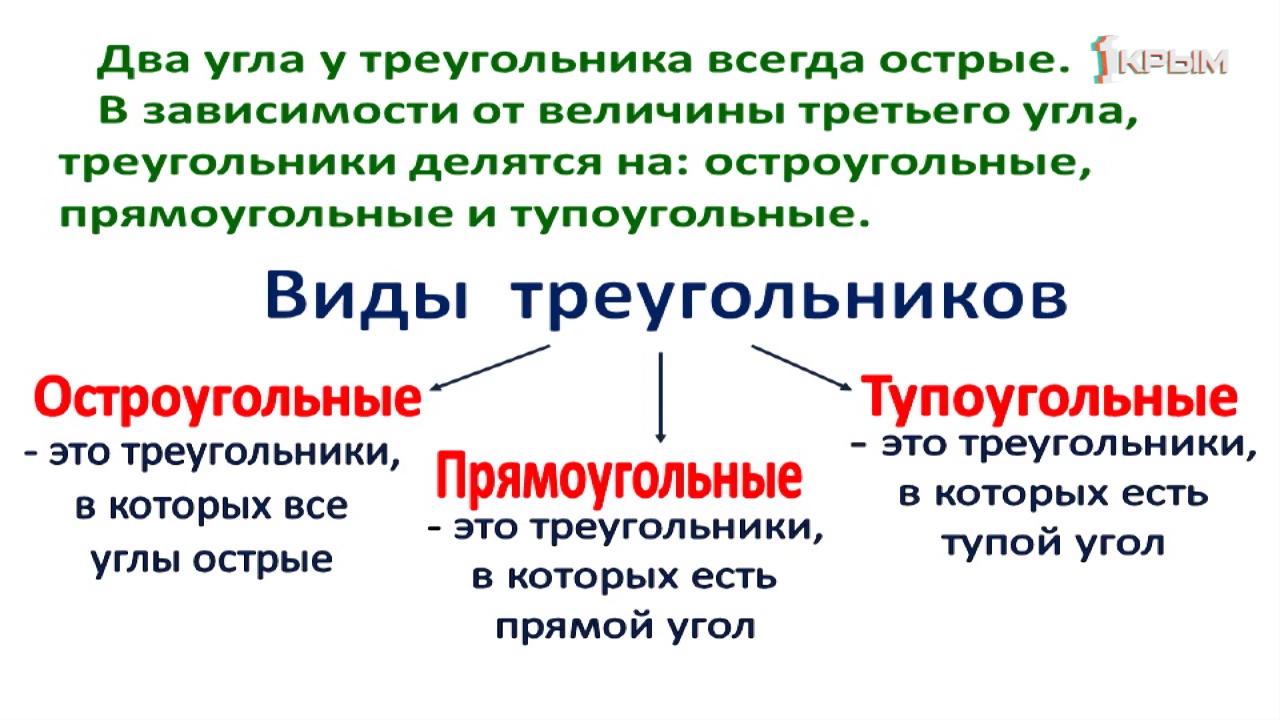 Два угла у треугольника всегда острые.
1КРЫМ
В зависимости от величины третьего угла,
треугольники делятся на: остроугольные,
прямоугольные и тупоугольные.
Виды треугольников
Остроугольные
- это треугольники,
в которых все
углы острые
Прямоугольные
- это треугольники,
в которых есть
прямой угол
Тупоугольные
- это треугольники,
в которых есть
тупой угол